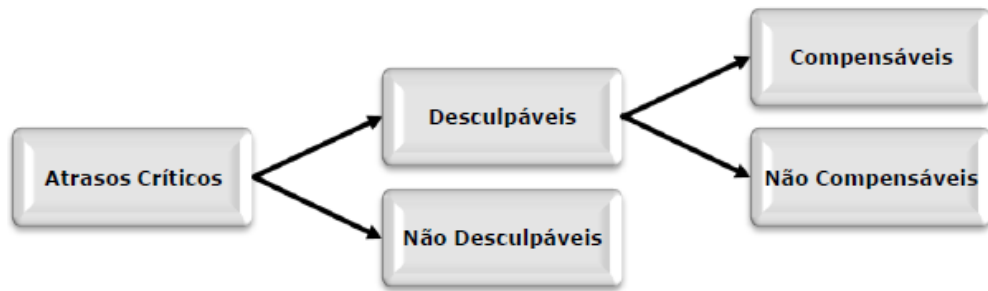 Atrasos Críticos
Desculpáveis
Não Desculpáveis
Compensáveis
Não Compensáveis